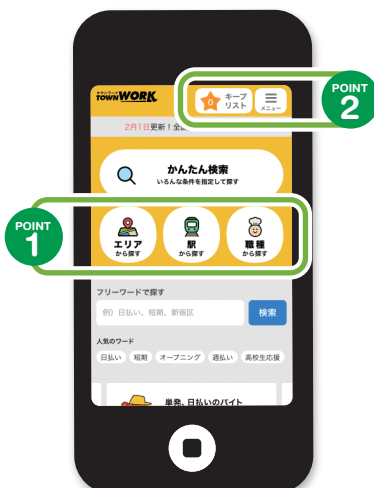 タウンワーク
TOWNWORK
0
キープ
リスト
メニュー
POINT
2
2月1日更新!全
かんたん検索
いろんな条件を指定して探す
POINT
1
エリア
から探す
駅
から探す
職種
から探す
フリーワードで探す
例）日払い、短期、新宿区
検索
人気のワード
日払い 短期 オープニング 週払い 高校生応援
単発、日払いのバイト